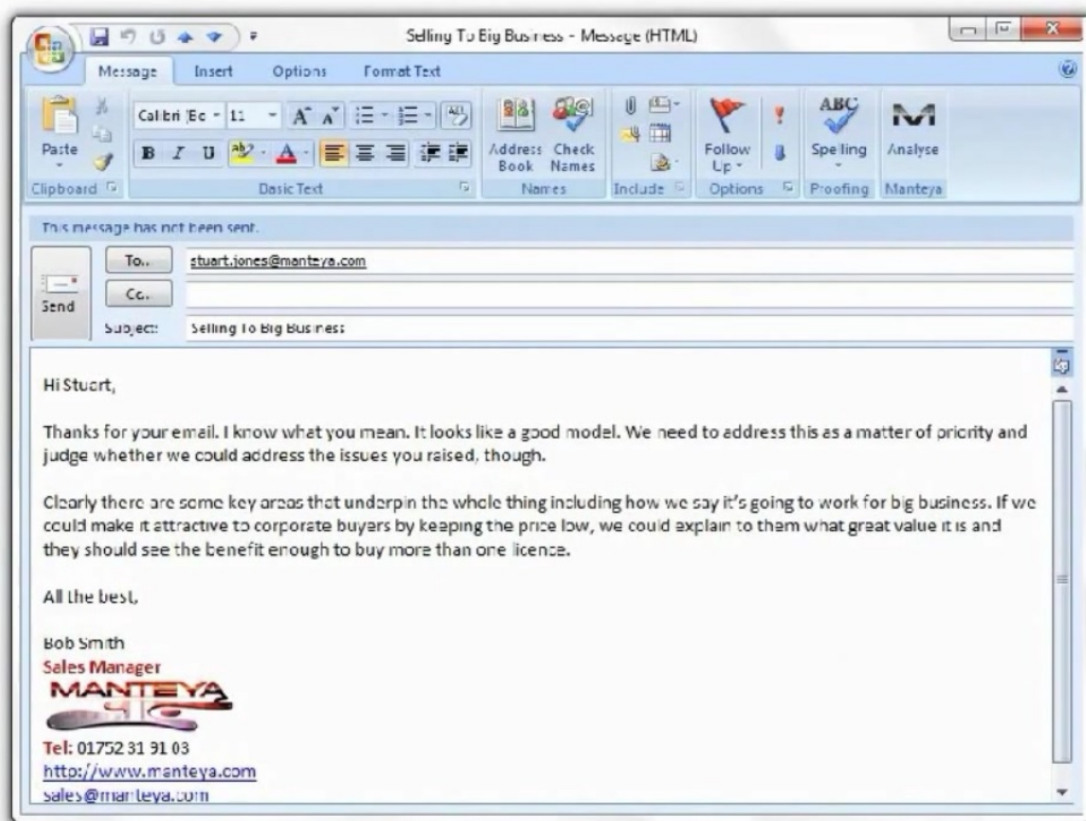 Selling To Big Business - Message (HTML)
Message Insert Options Format Text
Paste
Calibri (Bo 11
A A
ABC
M
B I U ab A
Address Book
Check Names
Follow Up
Spelling
Analyse
Clipboard Basic Text Names Include Options Proofing Manteya
This message has not been sent.
To..
stuart.jones@manteya.com
Send
Cc..
Subject: Selling To Big Business
Hi Stuart,
Thanks for your email. I know what you mean. It looks like a good model. We need to address this as a matter of priority and
judge whether we could address the issues you raised, though.
Clearly there are some key areas that underpin the whole thing including how we say it's going to work for big business. If we
could make it attractive to corporate buyers by keeping the price low, we could explain to them what great value it is and
they should see the benefit enough to buy more than one licence.
All the best,
Bob Smith
Sales Manager
MANTEYA
Tel: 01752 31 91 03
http://www.manteya.com
sales@manteya.com